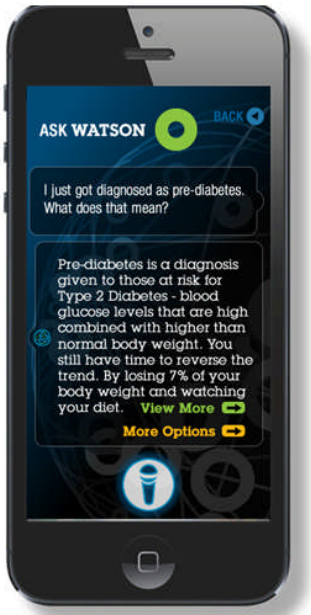 ASK WATSON
BACK
I just got diagnosed as pre-diabetes.
What does that mean?
Pre-diabetes is a diagnosis
given to those at risk for
Type 2 Diabetes - blood
glucose levels that are high
combined with higher than
normal body weight. You
still have time to reverse the
trend. By losing 7% of your
body weight and watching
your diet. View More
More Options